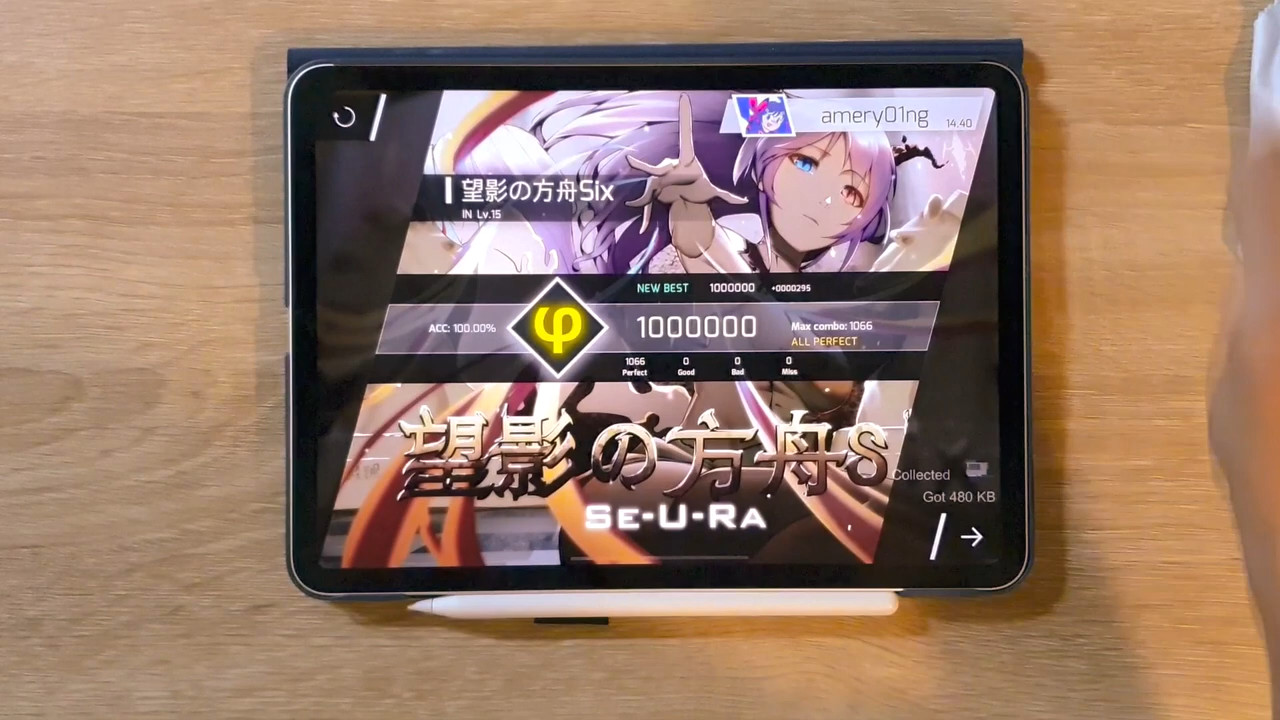 amery01ng
14.40
望影の方舟Six
IN Lv.15
NEW BEST 1000000 +0000295
ACC: 100.00%
φ
1000000
Max combo: 1066
ALL PERFECT
1066 0 0 0
Perfect Good Bad Miss
望影の方舟S
SE-U-RA
Collected
Got 480 KB